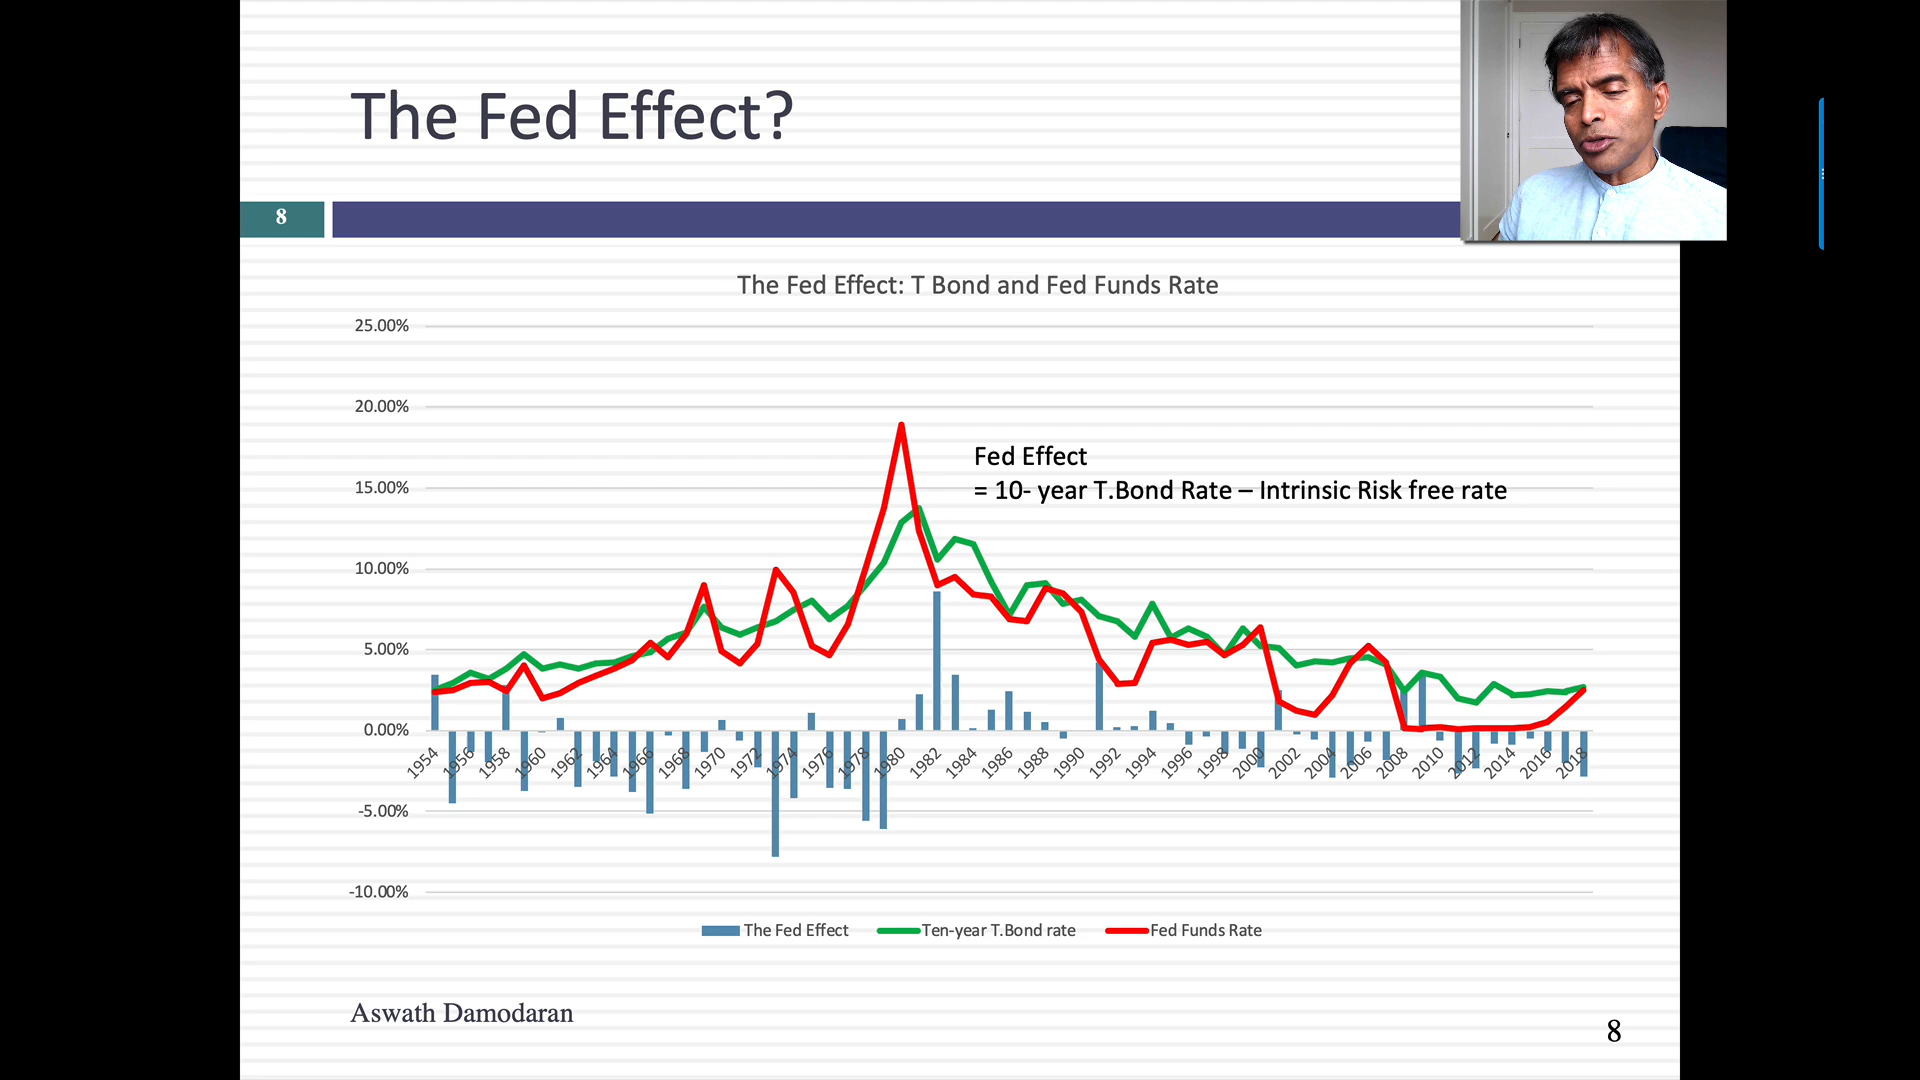 The Fed Effect?
8
The Fed Effect: T Bond and Fed Funds Rate
25.00%
20.00%
15.00%
10.00%
5.00%
0.00%
-5.00%
-10.00%
Fed Effect
= 10- year T.Bond Rate – Intrinsic Risk free rate
1954 1956 1958 1960 1962 1964 1966 1968 1970 1972 1974 1976 1978 1980 1982 1984 1986 1988 1990 1992 1994 1996 1998 2000 2002 2004 2006 2008 2010 2012 2014 2016 2018
The Fed Effect Ten-year T.Bond rate Fed Funds Rate
Aswath Damodaran
8